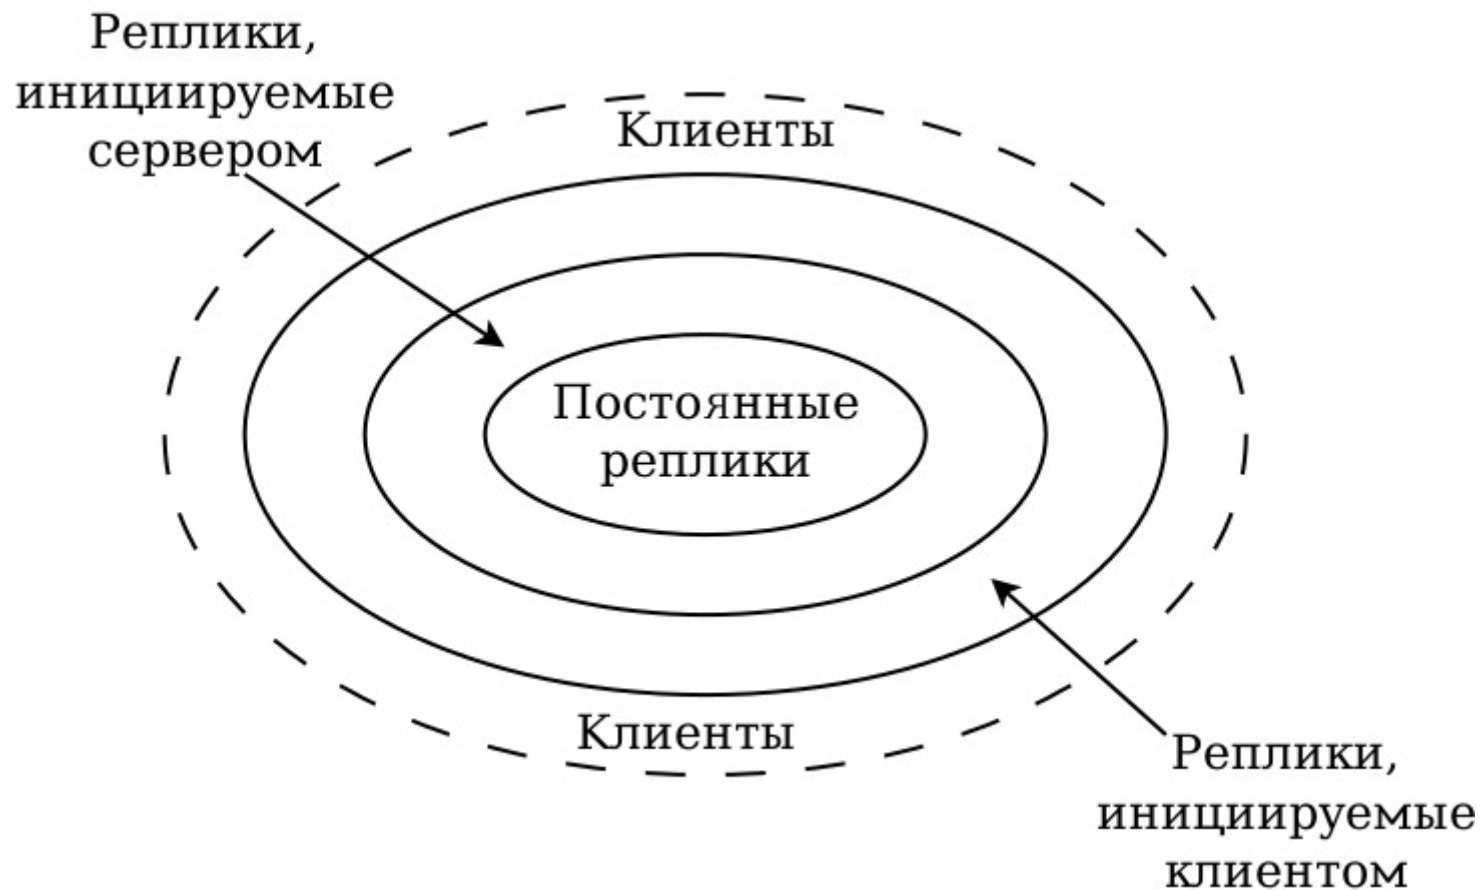 Реплики,
инициируемые
сервером
Клиенты
Постоянные
реплики
Клиенты
Реплики,
инициируемые
клиентом